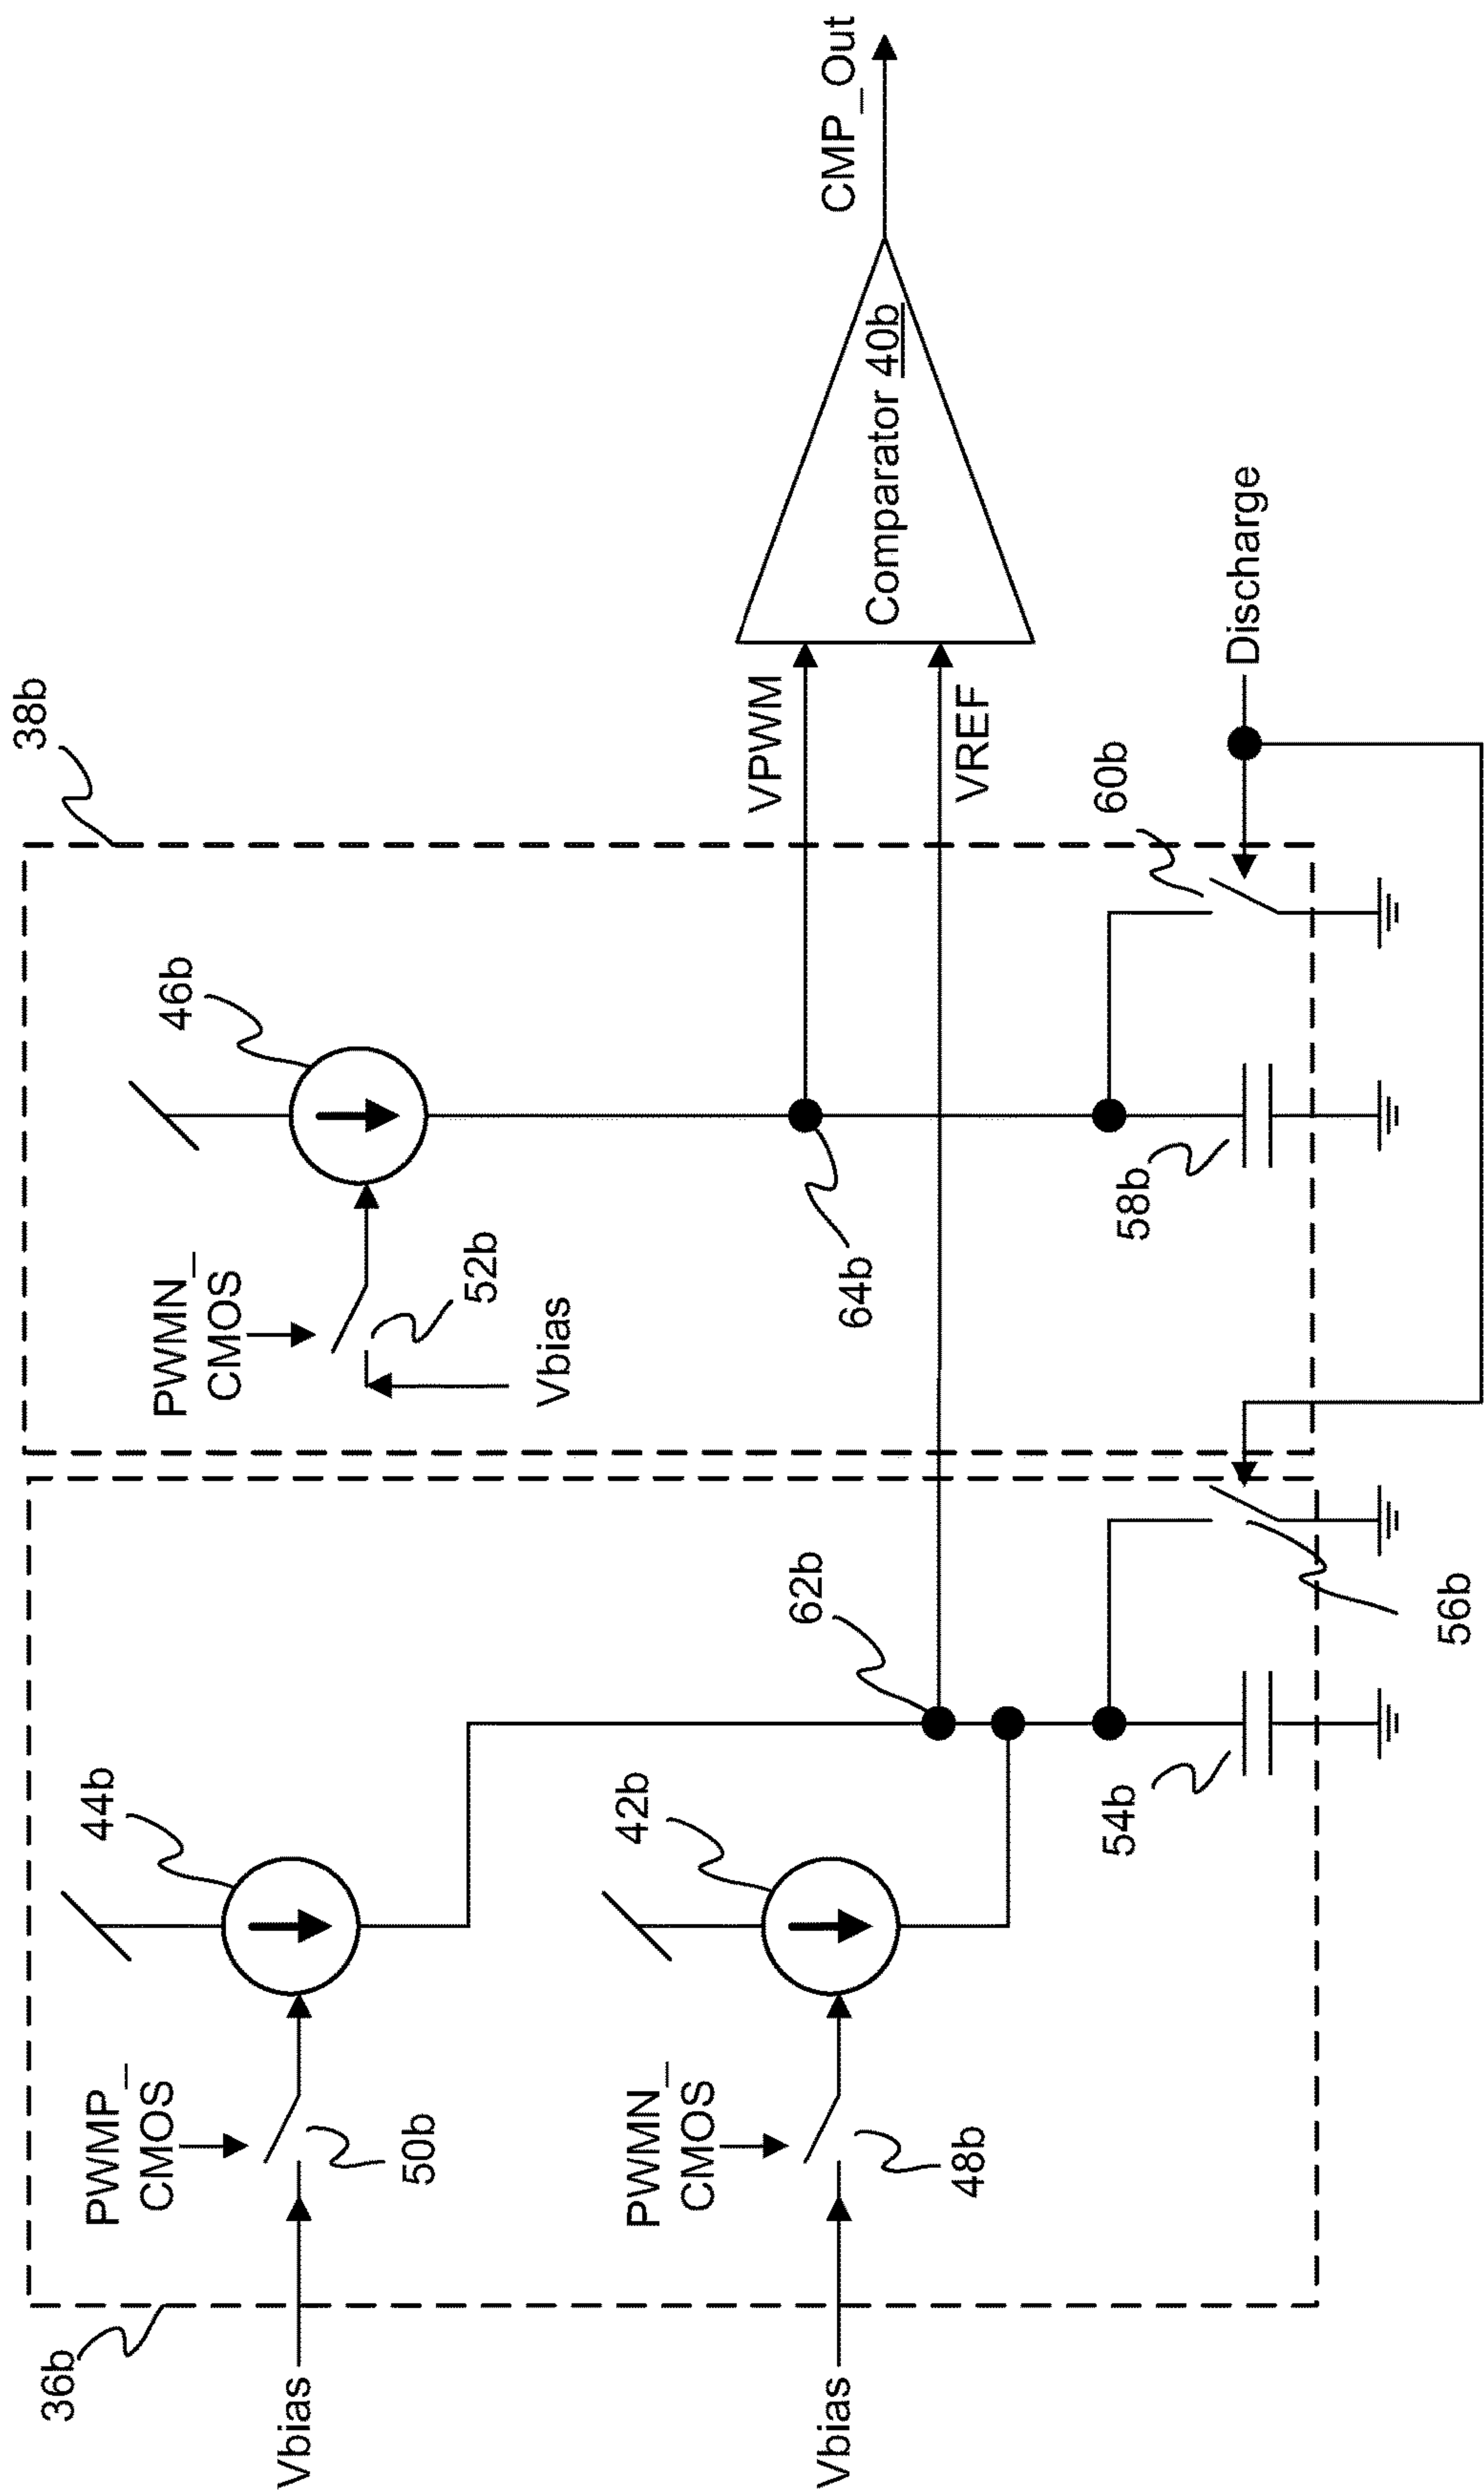 36b
38b
Vbias
PWMP_
CMOS
50b
44b
PWMN_
CMOS
52b
Vbias
46b
Vbias
PWMN_
CMOS
48b
42b
62b
64b
VPWM
VREF
Comparator 40b
CMP_Out
54b
56b
58b
60b
Discharge